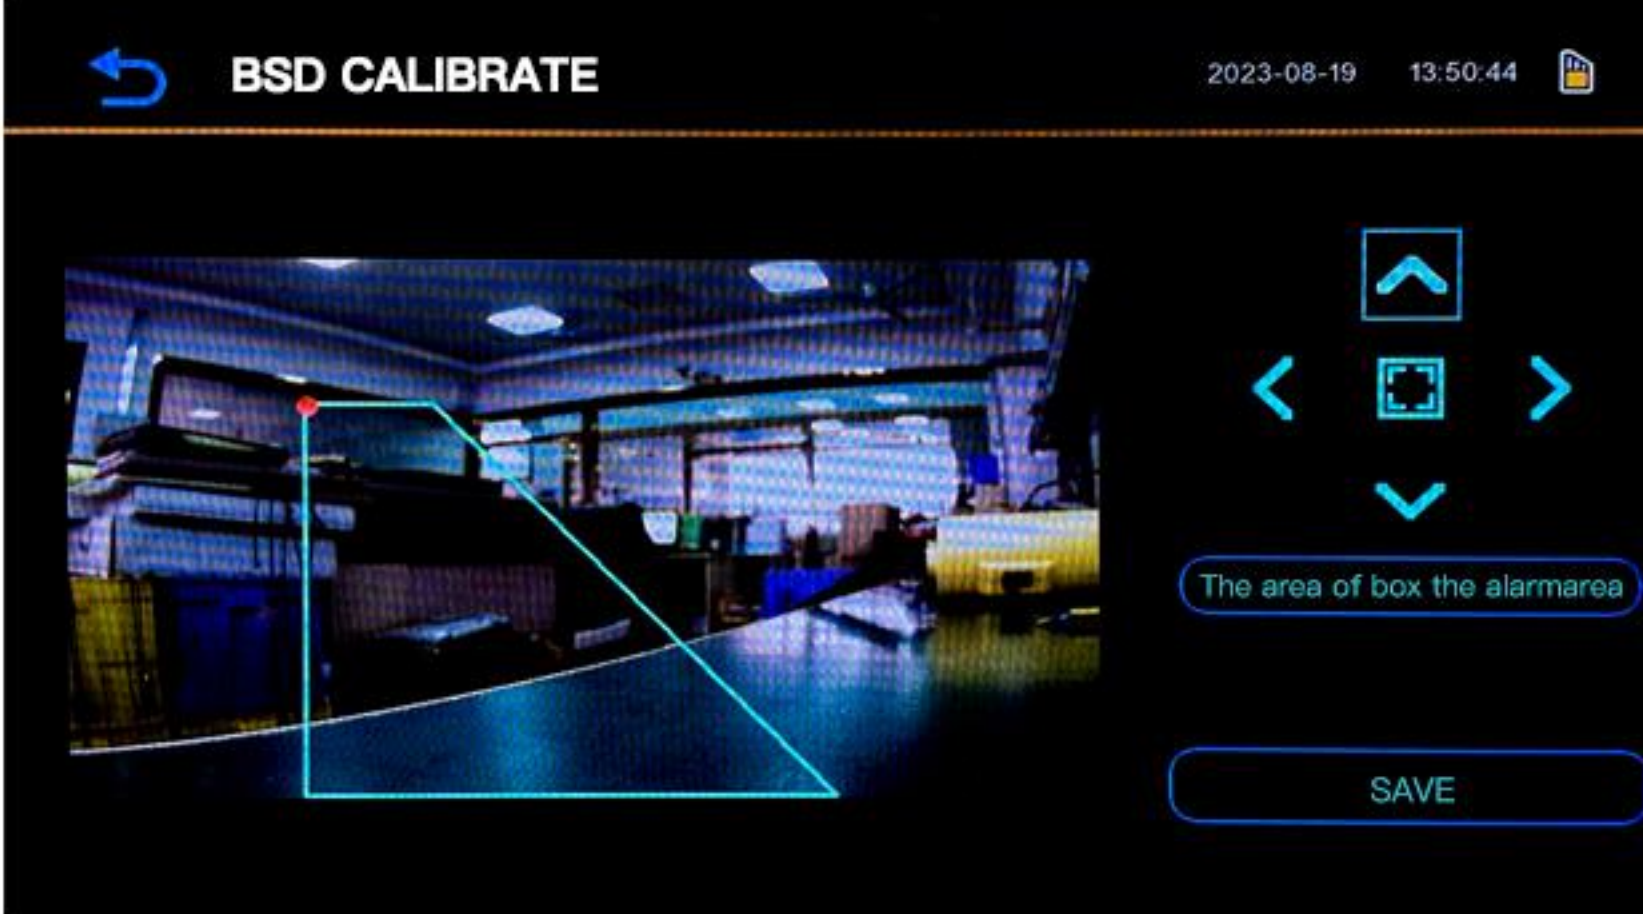 BSD CALIBRATE
2023-08-19 13:50:44
The area of box the alarmarea
SAVE